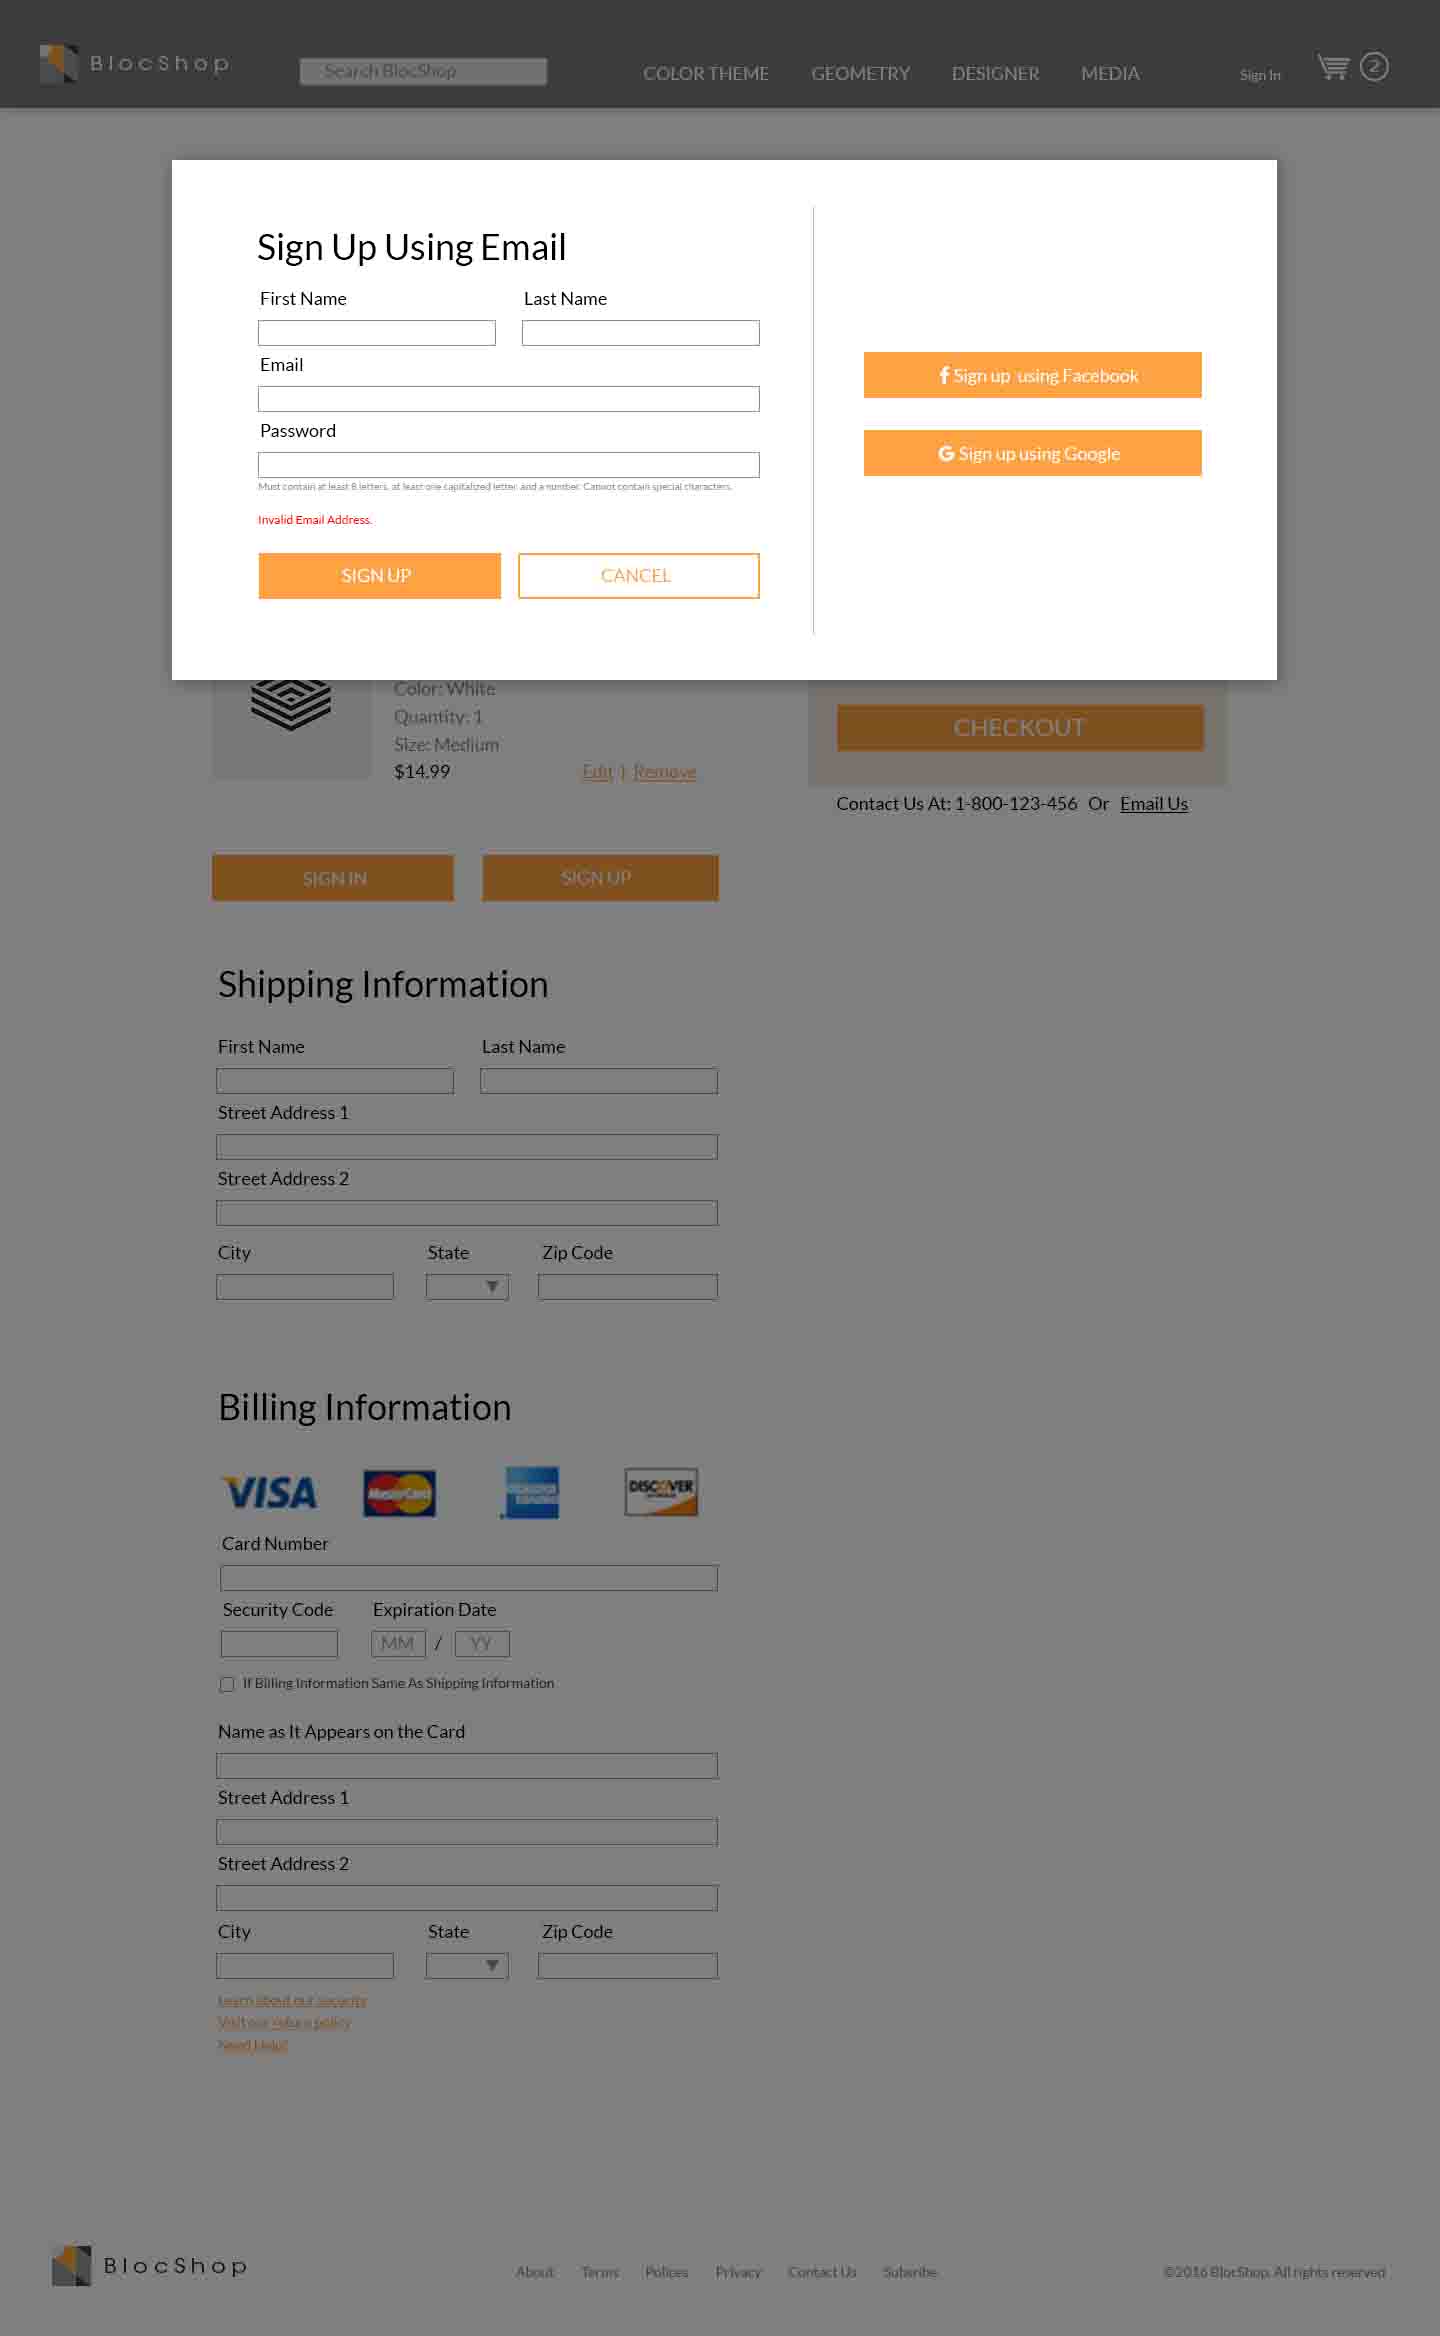 BlocShop
Search BlocShop
COLOR THEME GEOMETRY DESIGNER MEDIA
Sign In
2
Sign Up Using Email
First Name Last Name
Email
Password
Must contain at least 8 letters, at least one capitalized letter, and a number. Cannot contain special characters.
Invalid Email Address.
SIGN UP CANCEL
Sign up using Facebook
G Sign up using Google
Color: White
Quantity: 1
Size: Medium
$14.99 Edit | Remove
CHECKOUT
Contact Us At: 1-800-123-456 Or Email Us
SIGN IN SIGN UP
Shipping Information
First Name Last Name
Street Address 1
Street Address 2
City State Zip Code
Billing Information
VISA MasterCard AMERICAN EXPRESS DISCOVER
Card Number
Security Code Expiration Date
MM / YY
If Billing Information Same As Shipping Information
Name as It Appears on the Card
Street Address 1
Street Address 2
City State Zip Code
Learn about our security
Visit our return policy
Need Help?
BlocShop
About Terms Polices Privacy Contact Us Subsribe
©2016 BlocShop. All rights reserved